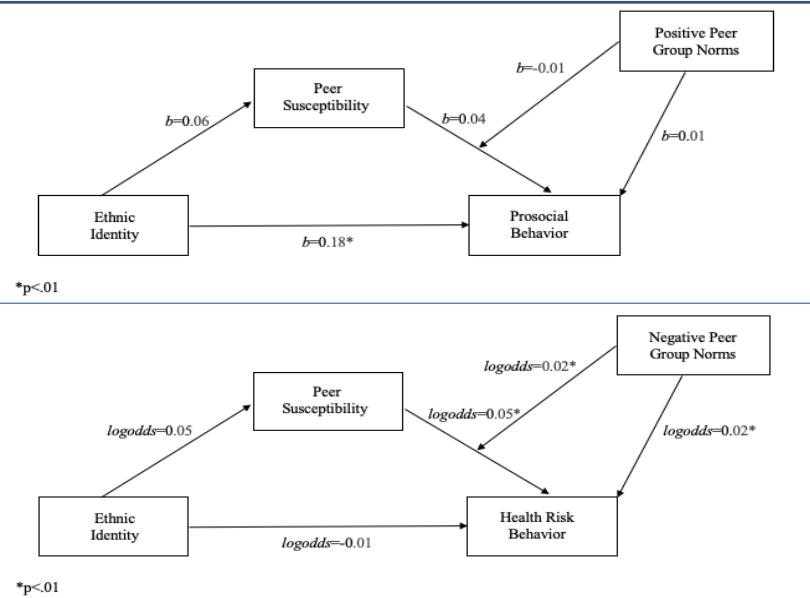 Positive Peer
Group Norms
b=-0.01
Peer
Susceptibility
b=0.06
b=0.04
b=0.01
Ethnic
Identity
Prosocial
Behavior
b=0.18*
*p<.01
Negative Peer
Group Norms
logodds=0.02*
Peer
Susceptibility
logodds=0.05*
logodds=0.05
logodds=0.02*
Ethnic
Identity
Health Risk
Behavior
logodds=-0.01
*p<.01